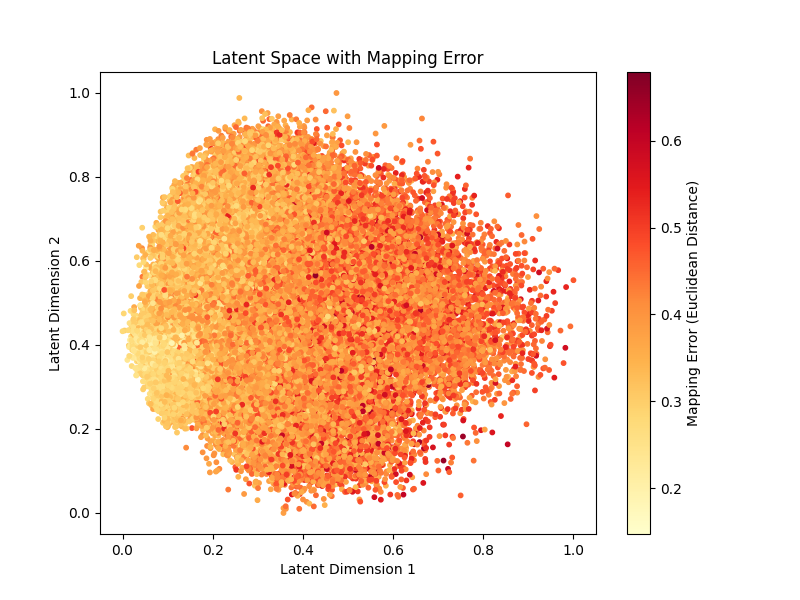 Latent Space with Mapping Error
Latent Dimension 2
1.0
0.8
0.6
0.4
0.2
0.0
0.0 0.2 0.4 0.6 0.8 1.0
Latent Dimension 1
0.6
0.5
0.4
0.3
0.2
Mapping Error (Euclidean Distance)